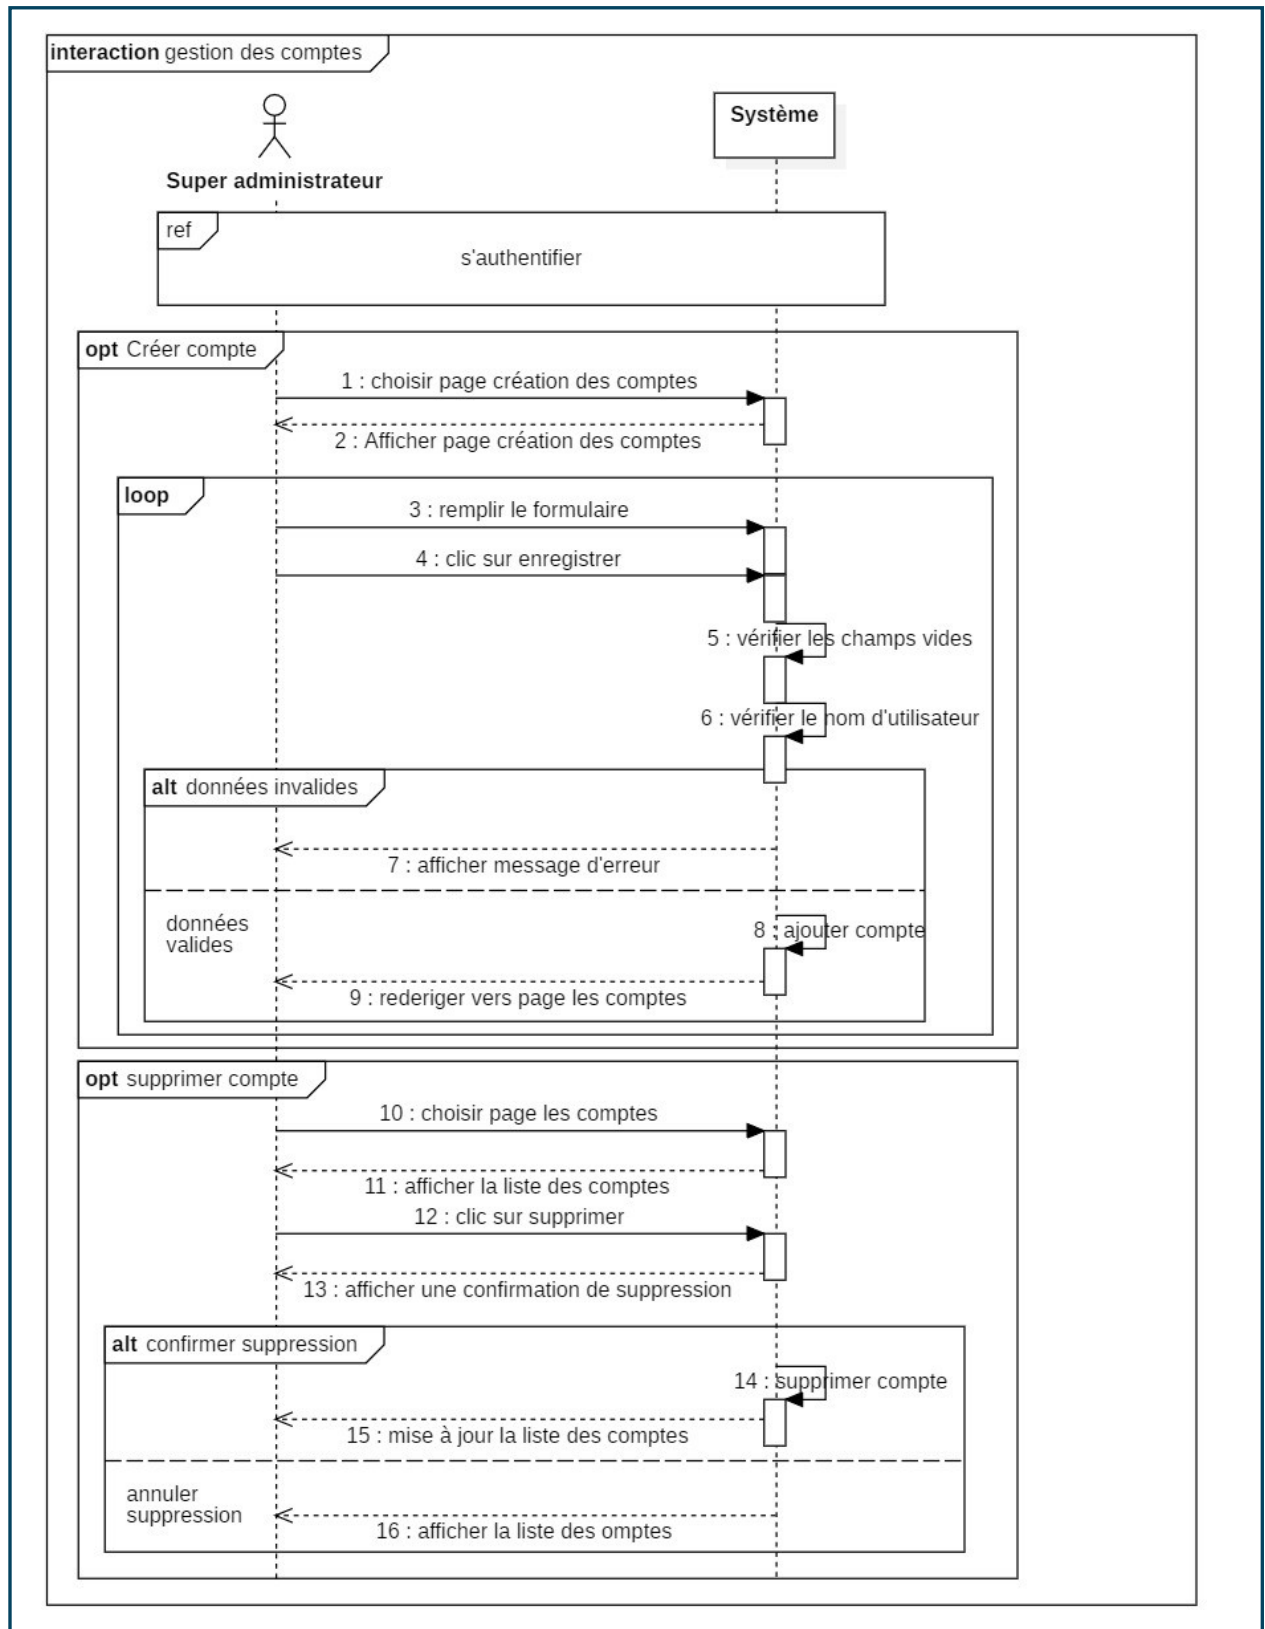 interaction gestion des comptes
Système
Super administrateur
ref
s'authentifier
opt Créer compte
1 : choisir page création des comptes
2 : Afficher page création des comptes
loop
3 : remplir le formulaire
4 : clic sur enregistrer
5 : vérifier les champs vides
6 : vérifier le nom d'utilisateur
alt données invalides
7 : afficher message d'erreur
données
valides
8 : ajouter compte
9 : rederiger vers page les comptes
opt supprimer compte
10 : choisir page les comptes
11 : afficher la liste des comptes
12 : clic sur supprimer
13 : afficher une confirmation de suppression
alt confirmer suppression
14 : supprimer compte
15 : mise à jour la liste des comptes
annuler
suppression
16 : afficher la liste des omptes